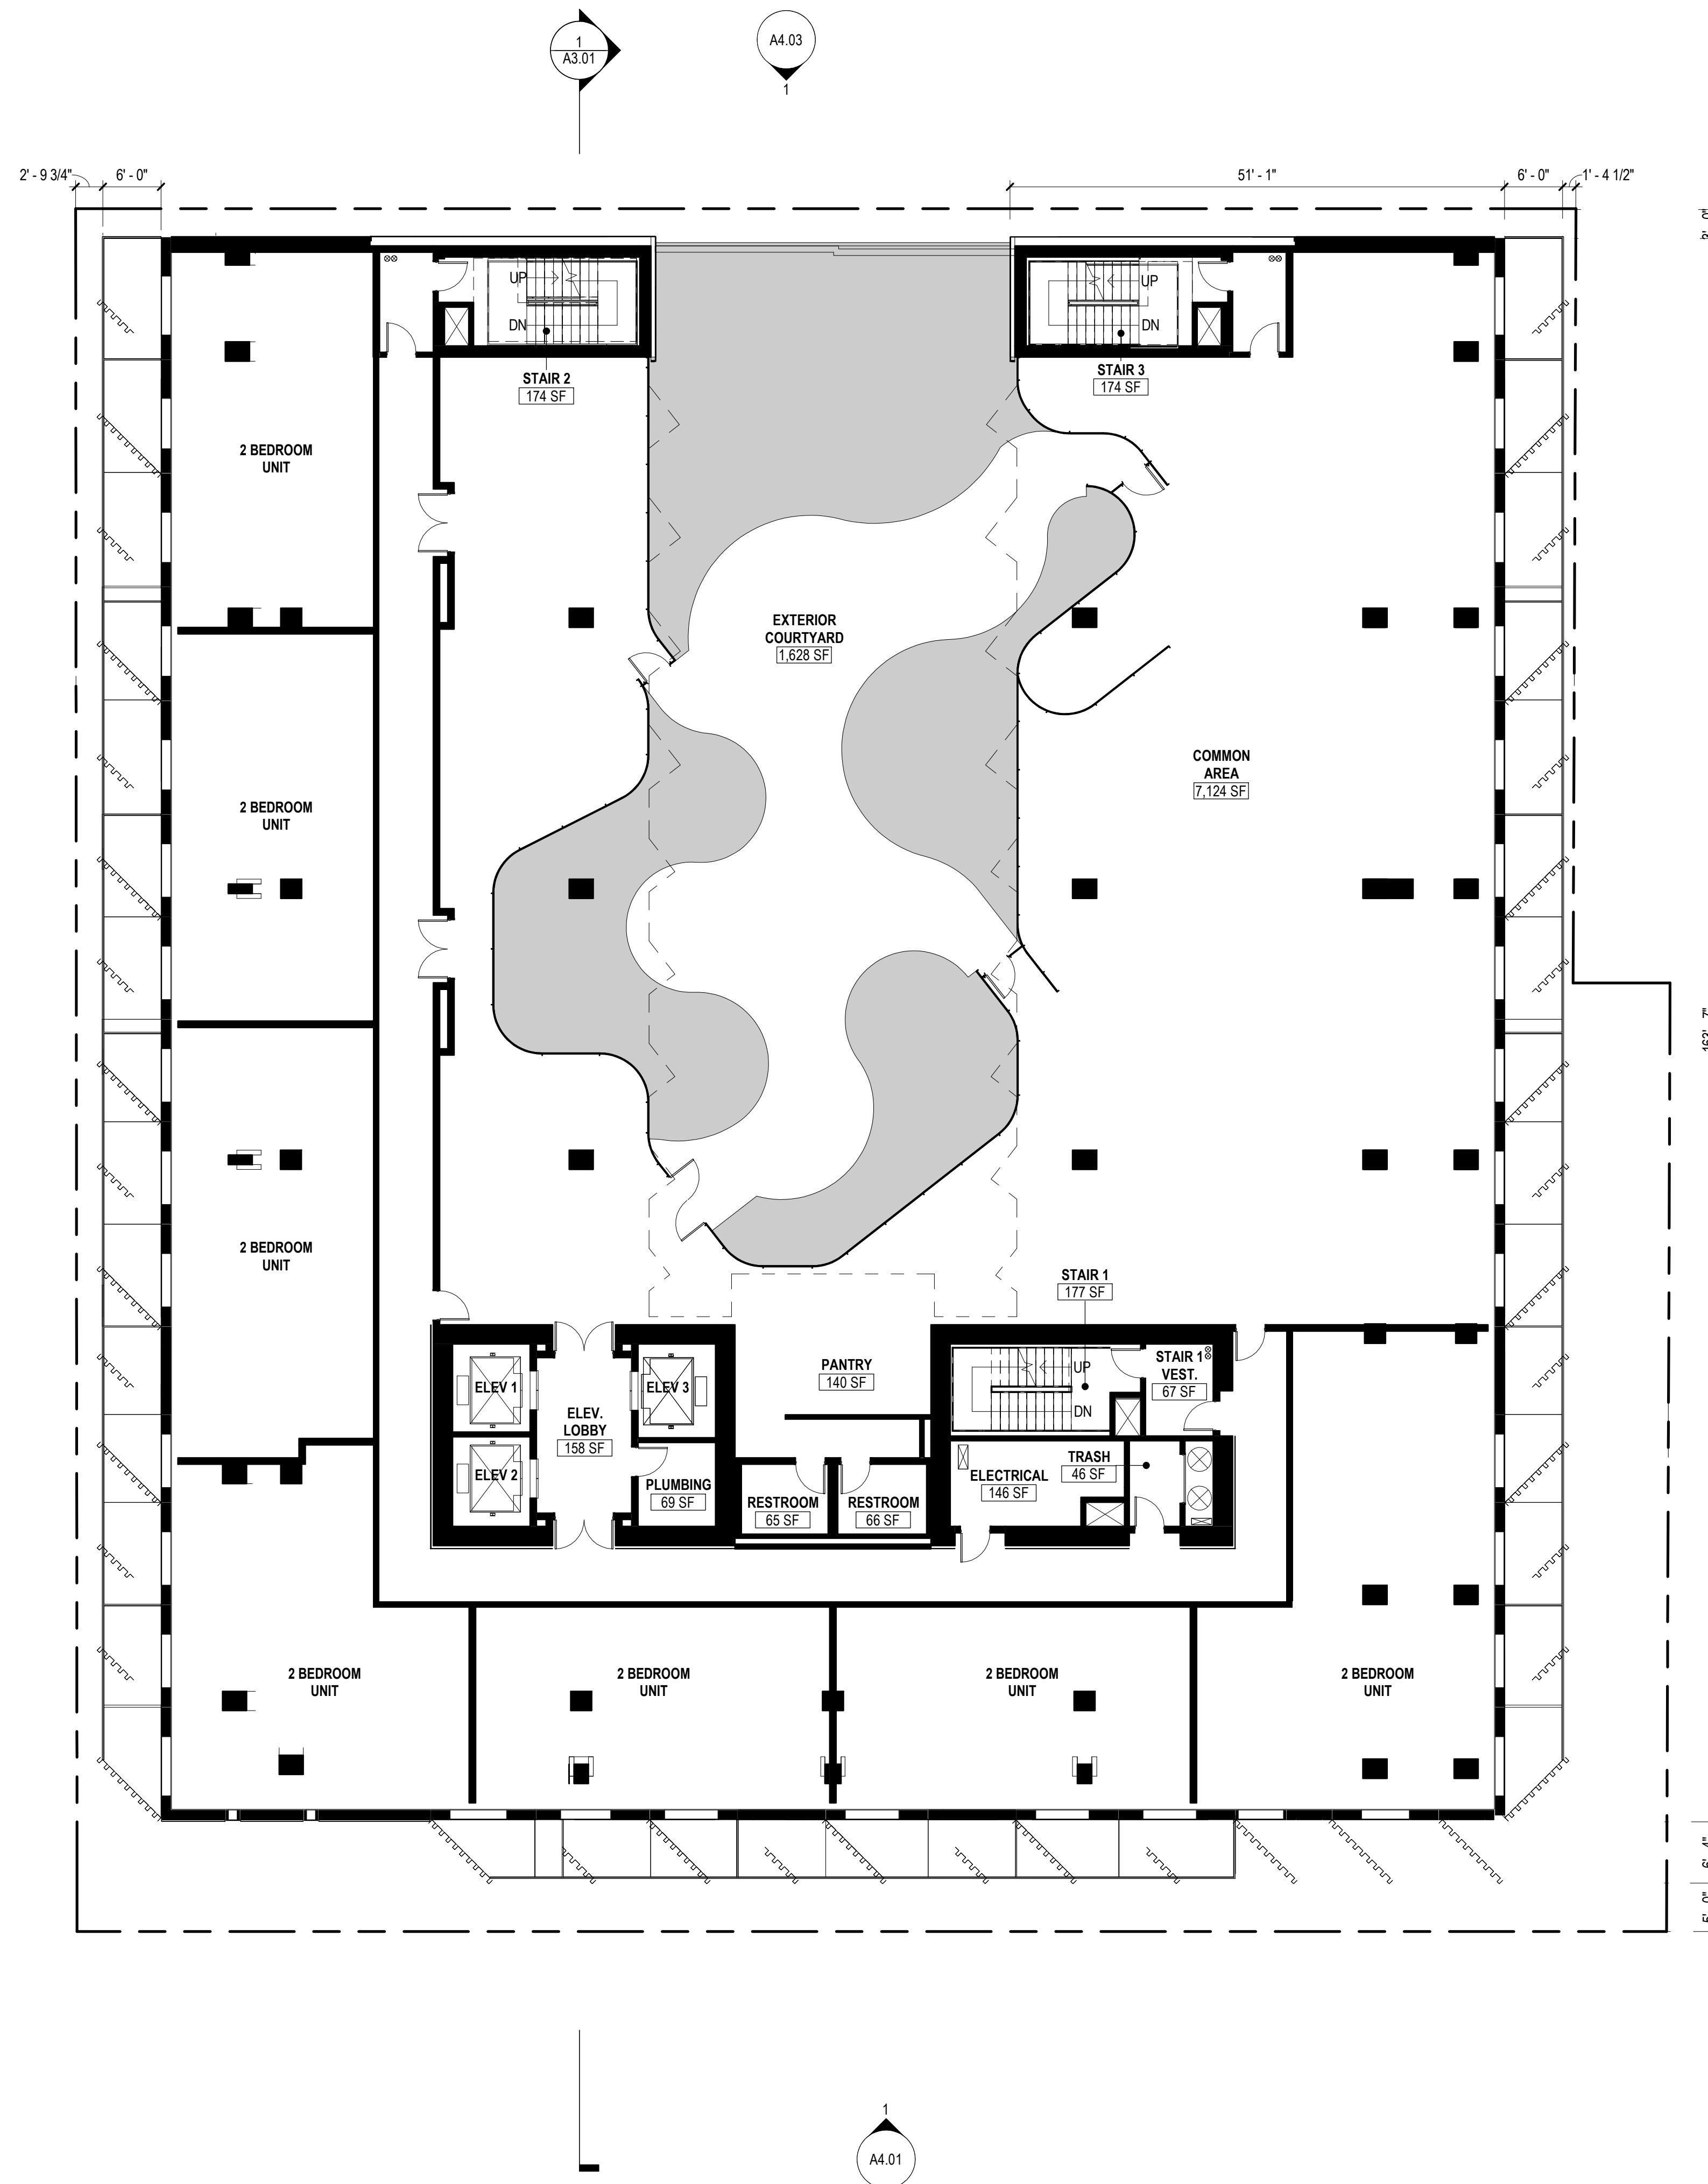 1
A3.01
A4.03
1
2' - 9 3/4"
6' - 0"
51' - 1"
6' - 0"
1' - 4 1/2"
UP
DN
STAIR 2
174 SF
UP
DN
STAIR 3
174 SF
2 BEDROOM
UNIT
EXTERIOR
COURTYARD
1,628 SF
2 BEDROOM
UNIT
COMMON
AREA
7,124 SF
2 BEDROOM
UNIT
STAIR 1
177 SF
ELEV 1
ELEV. LOBBY
158 SF
ELEV 3
PANTRY
140 SF
UP
DN
STAIR 1
VEST.
67 SF
ELEV 2
PLUMBING
69 SF
RESTROOM
65 SF
RESTROOM
66 SF
ELECTRICAL
146 SF
TRASH
46 SF
2 BEDROOM
UNIT
2 BEDROOM
UNIT
2 BEDROOM
UNIT
2 BEDROOM
UNIT
1
A4.01